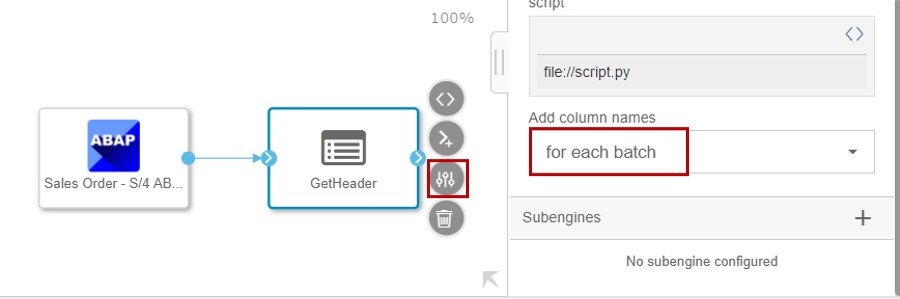 100%
script
file://script.py
Add column names
for each batch
ABAP
Sales Order - S/4 AB...
GetHeader
Subengines
No subengine configured